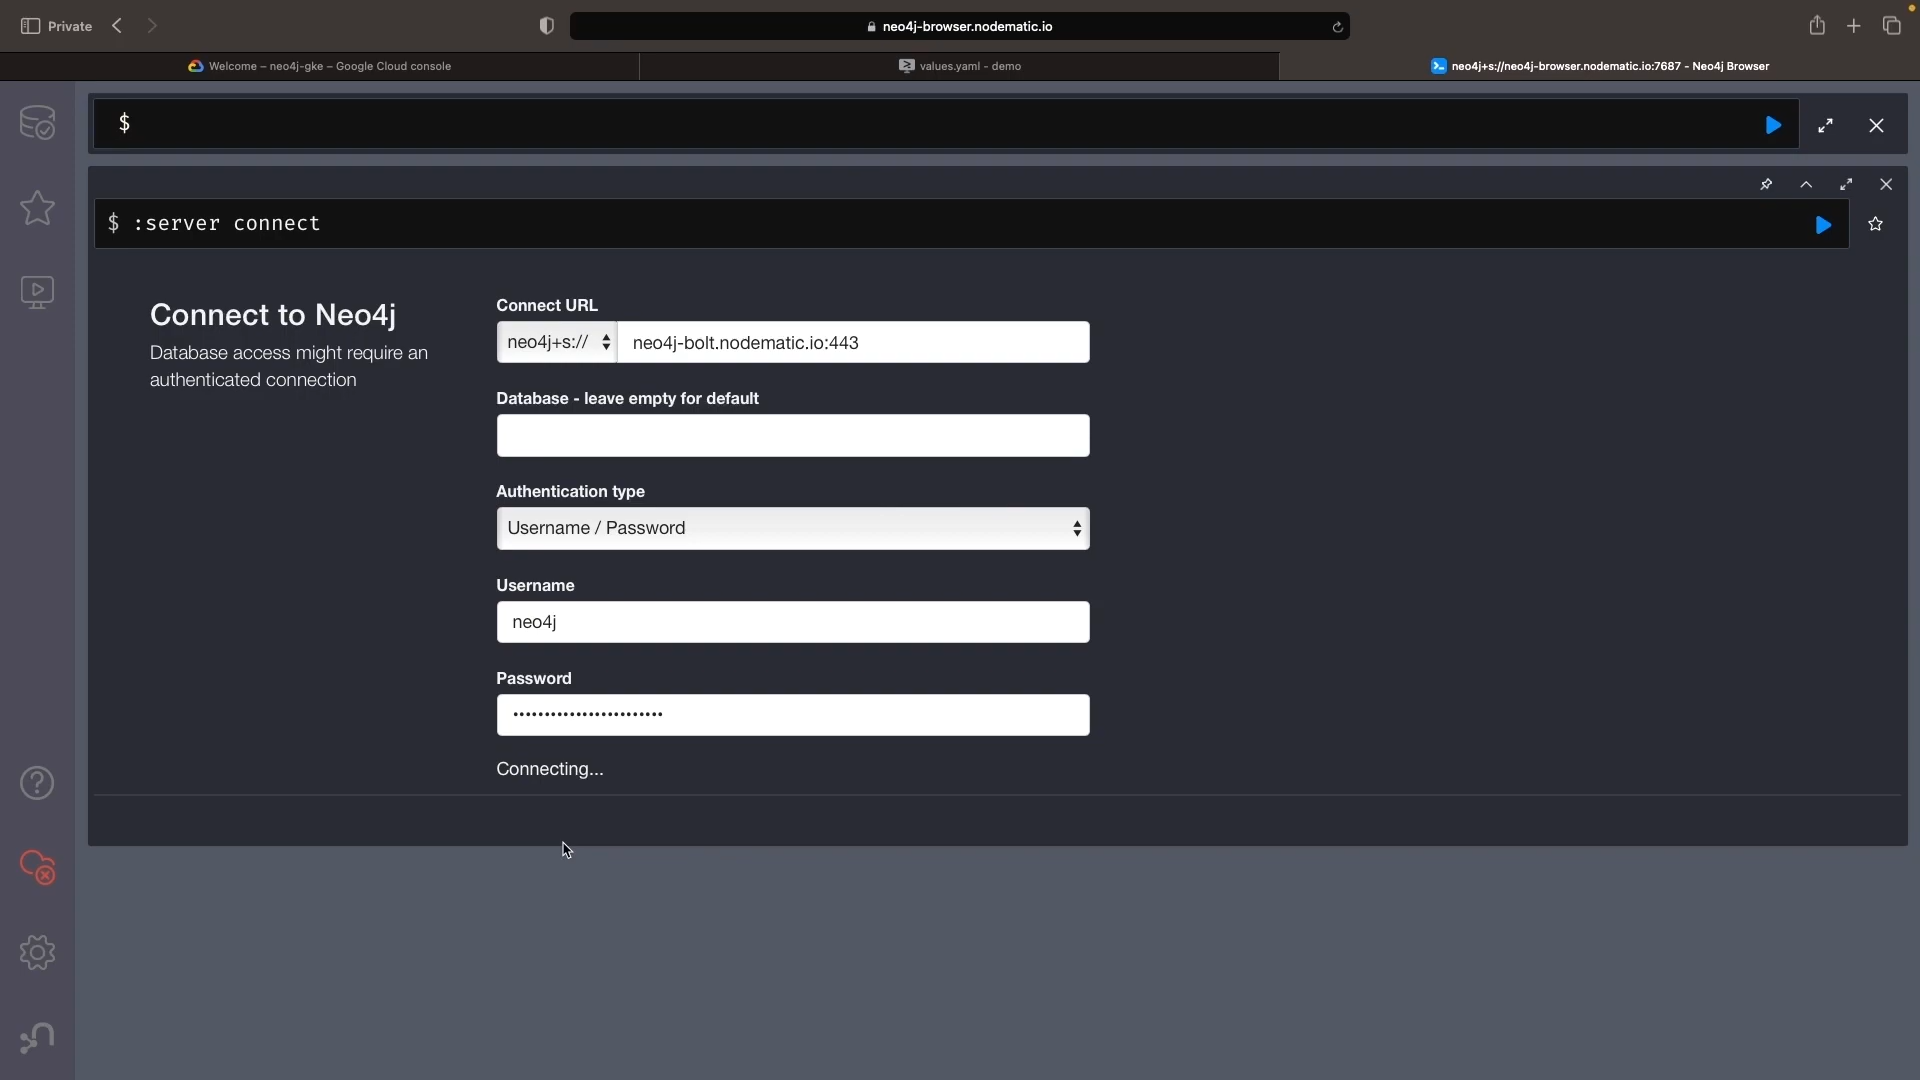 Private
neo4j-browser.nodematic.io
Welcome – neo4j-gke – Google Cloud console
values.yaml - demo
neo4j+s://neo4j-browser.nodematic.io:7687 - Neo4j Browser
$
$ :server connect
Connect to Neo4j
Database access might require an
authenticated connection
Connect URL
neo4j+s://
neo4j-bolt.nodematic.io:443
Database - leave empty for default
Authentication type
Username / Password
Username
neo4j
Password
••••••••••••••••••••••••
Connecting...